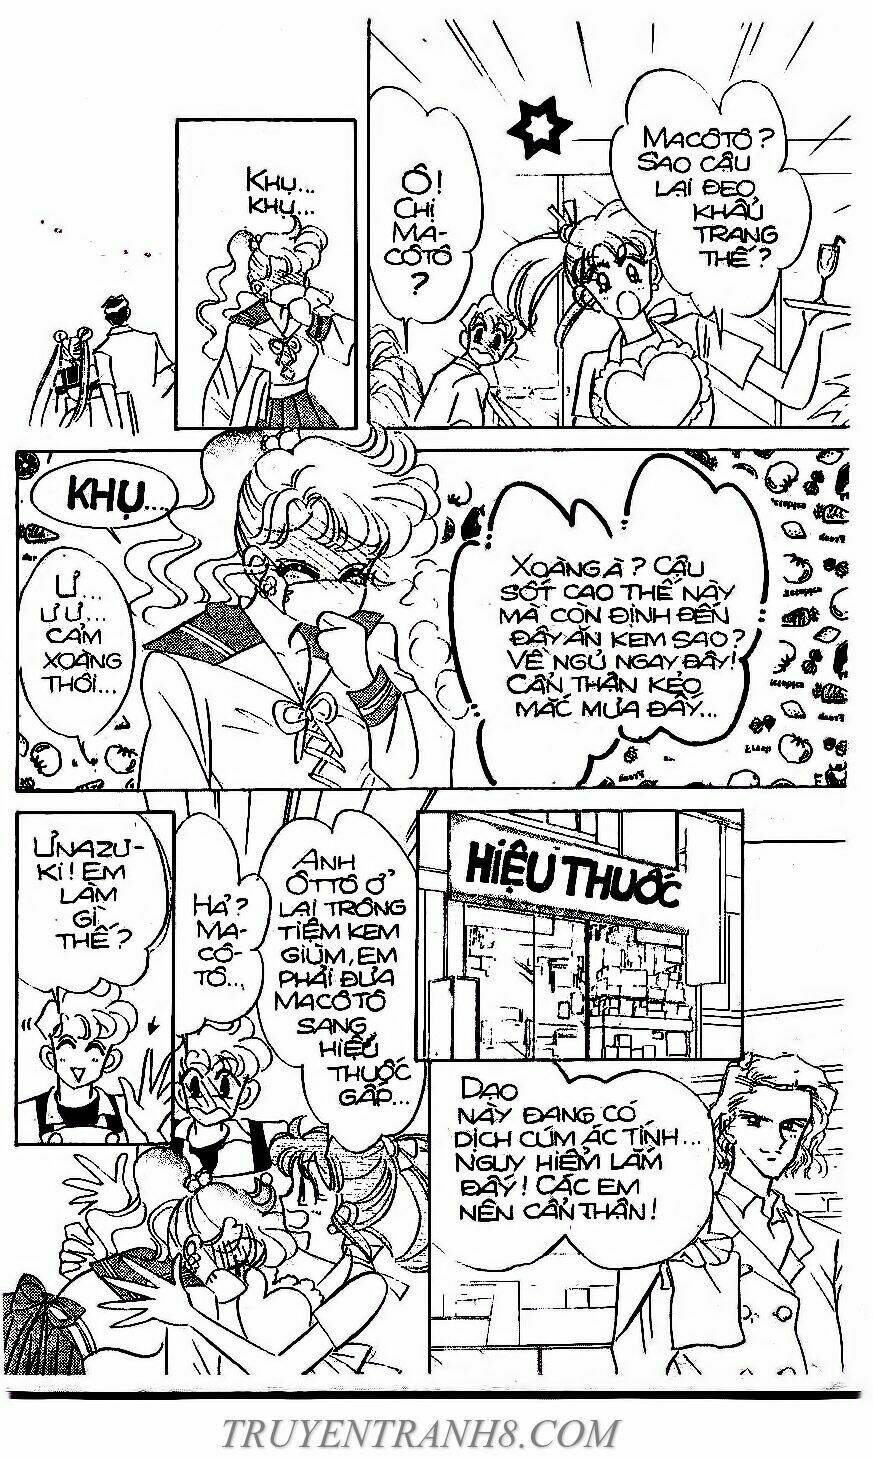 KHỤ...
KHỤ...
Ô!
CHỊ
MA-
CÔTÔ
?
MACÔTÔ?
SAO CẬU
LẠI ĐEO
KHẨU
TRANG
THẾ?
KHỤ...
Ư...
Ư Ư...
CẢM
XOÀNG
THÔI...
XOÀNG À? CẬU
SỐT CAO THẾ NÀY
MÀ CÒN ĐỊNH ĐẾN
ĐÂY ĂN KEM SAO?
VỀ NGỦ NGAY ĐÂY!
CẨN THẬN KẺO
MẮC MƯA ĐẤY...
ƯNAZU-
KI! EM
LÀM
GÌ
THẾ?
HẢ?
MA-
CÔ-
TÔ...
ANH
ÔTTÔ Ở
LẠI TRÔNG
TIỆM KEM
GIÙM, EM
PHẢI ĐƯA
MACÔTÔ
SANG
HIỆU
THUỐC
GẤP...
HIỆU THUỐC
DẠO
NÀY ĐANG CÓ
DỊCH CÚM ÁC TÍNH...
NGUY HIỂM LẮM
ĐẤY! CÁC EM
NÊN CẨN THẬN!
TRUYENTRANH8.COM